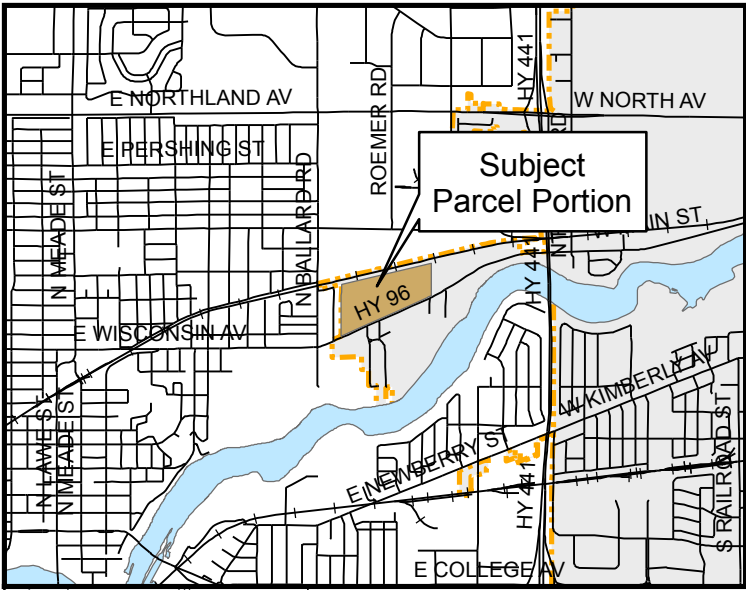 HY 441
E NORTHLAND AV
W NORTH AV
E PERSHING ST
ROEMER RD
Subject
Parcel Portion
N MEADE ST
N BALLARD RD
HY 441
HY 96
E WISCONSIN AV
W KIMBERLY AV
N LAWE ST
N MEADE ST
E NEWBERRY ST
HY 441
S RAILROAD ST
E COLLEGE AV